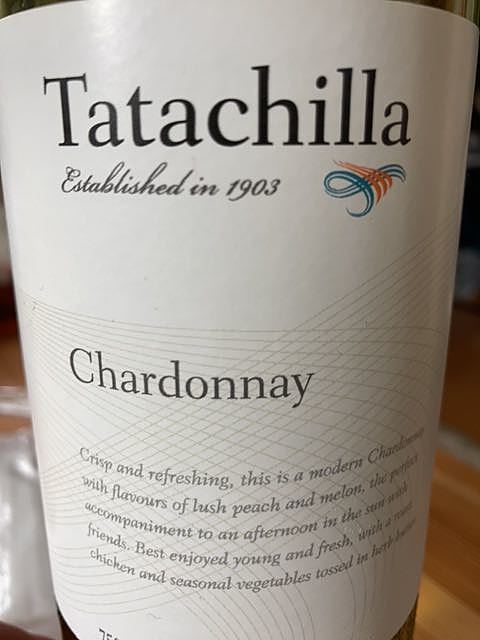 Tatachilla
Established in 1903
Chardonnay
Crisp and refreshing, this is a modern Chardonnay
with flavours of lush peach and melon, the perfect
accompaniment to an afternoon in the sun with
friends. Best enjoyed young and fresh, with a roast
chicken and seasonal vegetables tossed in herb butter